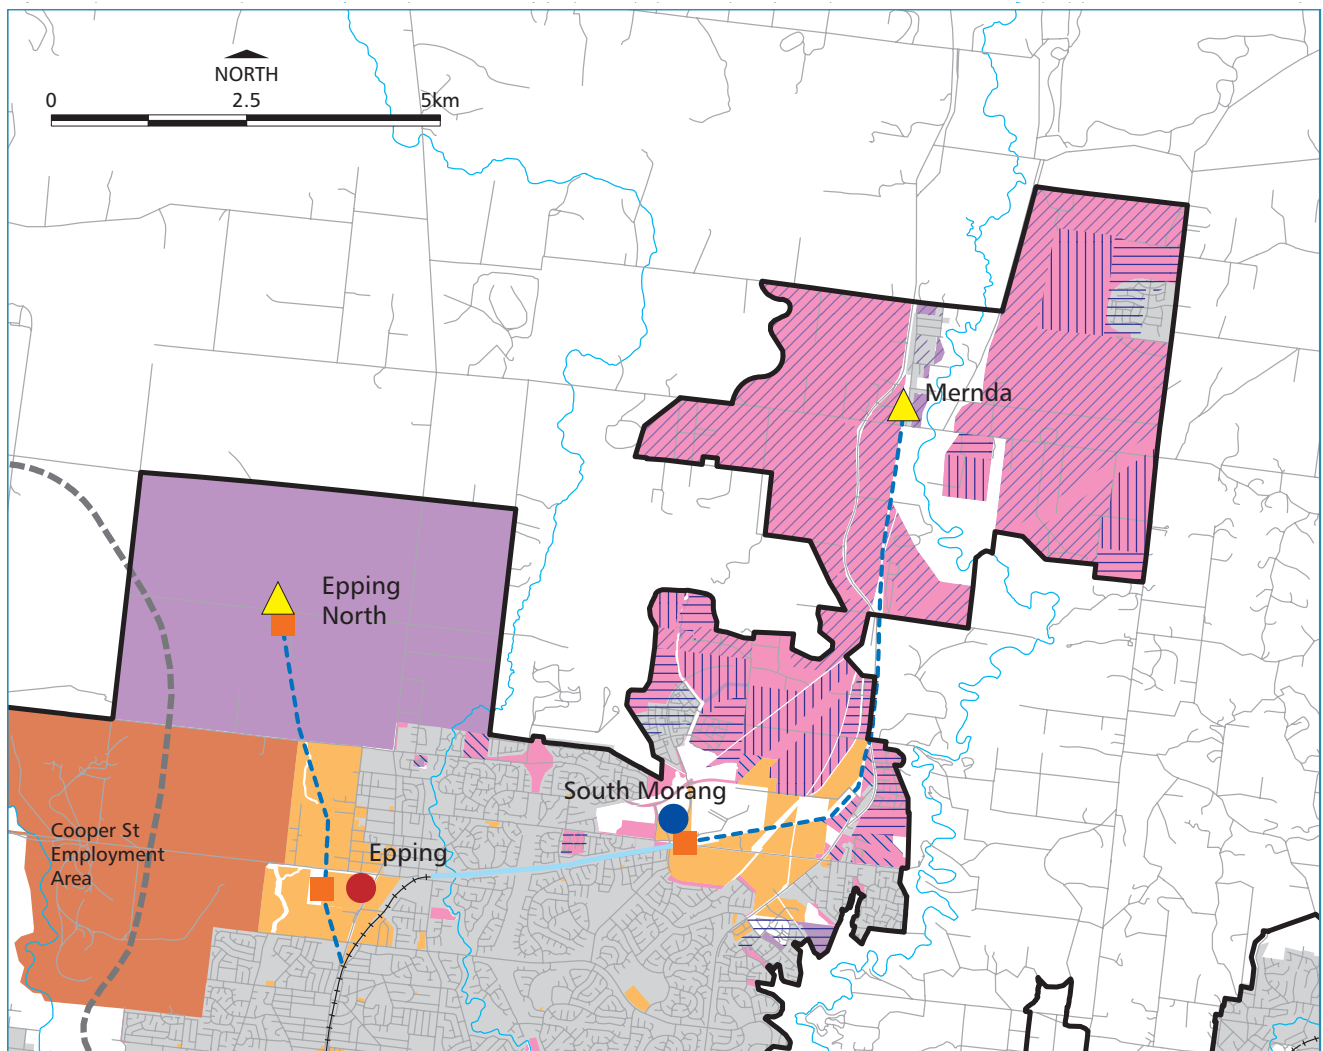 NORTH
0 2.5 5km
Mernda
Epping
North
South Morang
Cooper St
Employment
Area
Epping